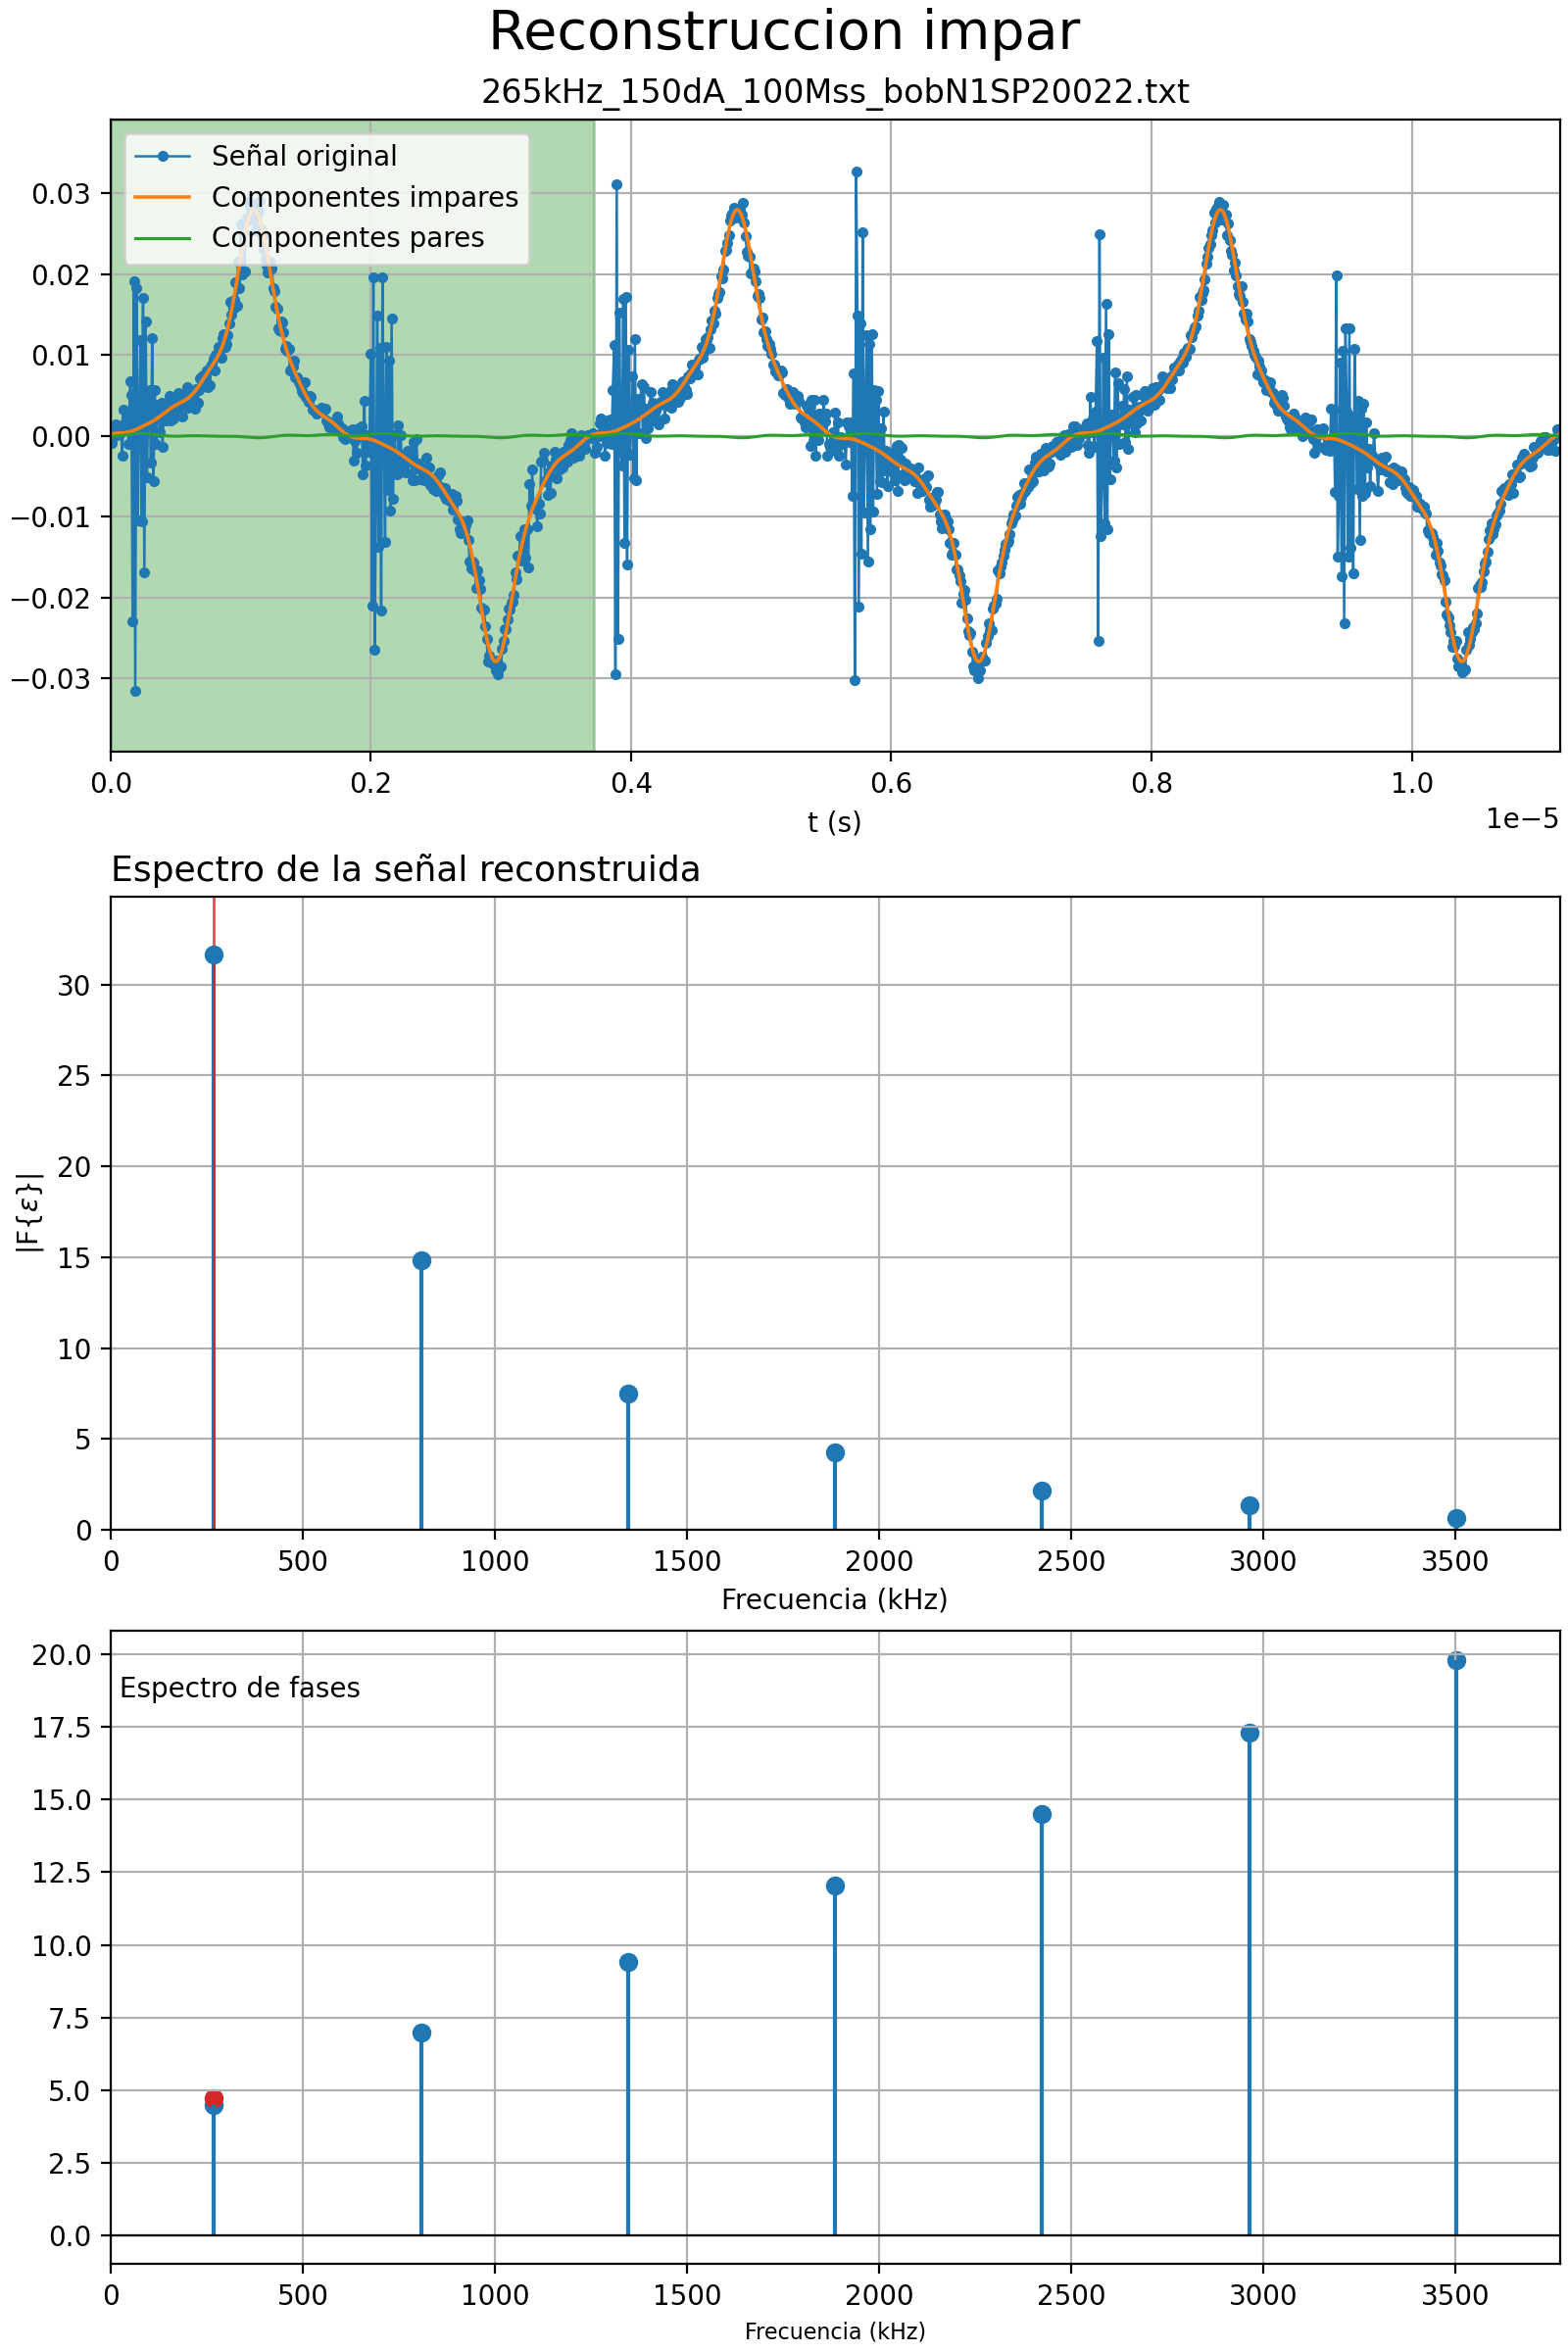 Reconstruccion impar
265kHz_150dA_100Mss_bobN1SP20022.txt
Señal original
Componentes impares
Componentes pares
0.03
0.02
0.01
0.00
−0.01
−0.02
−0.03
0.0 0.2 0.4 0.6 0.8 1.0
t (s)
1e−5
Espectro de la señal reconstruida
30
25
20
15
10
5
0
|F{ε}|
0 500 1000 1500 2000 2500 3000 3500
Frecuencia (kHz)
Espectro de fases
20.0
17.5
15.0
12.5
10.0
7.5
5.0
2.5
0.0
0 500 1000 1500 2000 2500 3000 3500
Frecuencia (kHz)